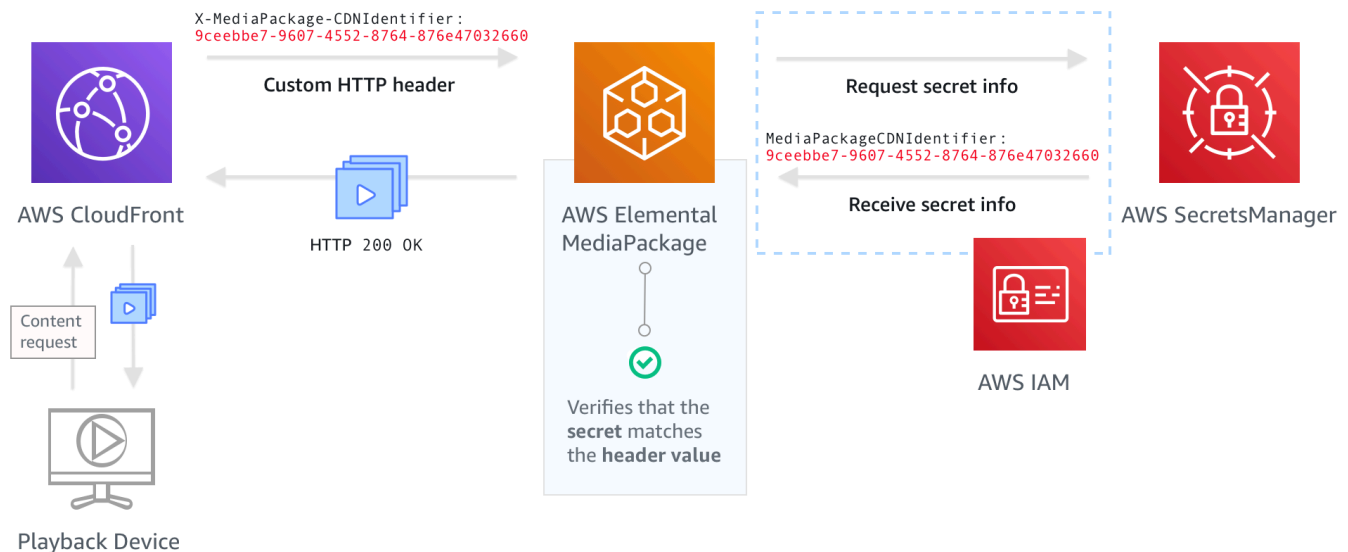 X-MediaPackage-CDNIdentifier:
9ceebbe7-9607-4552-8764-876e47032660
Custom HTTP header
Request secret info
MediaPackageCDNIdentifier:
9ceebbe7-9607-4552-8764-876e47032660
Receive secret info
AWS CloudFront
HTTP 200 OK
AWS Elemental
MediaPackage
AWS SecretsManager
Content
request
AWS IAM
Verifies that the
secret matches
the header value
Playback Device